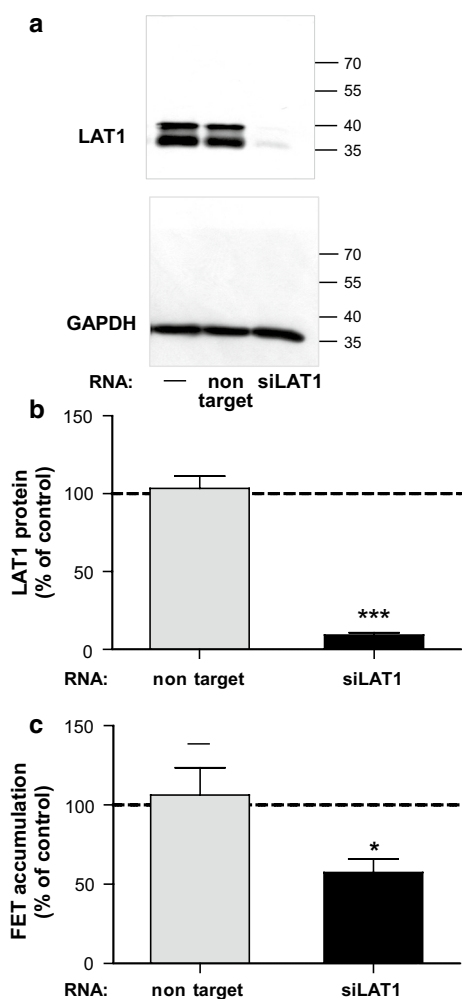 a
LAT1
70
55
40
35
GAPDH
70
55
40
35
RNA: — non target siLAT1
b
LAT1 protein
(% of control)
150
100
50
0
***
RNA: non target siLAT1
c
FET accumulation
(% of control)
150
100
50
0
—
*
RNA: non target siLAT1